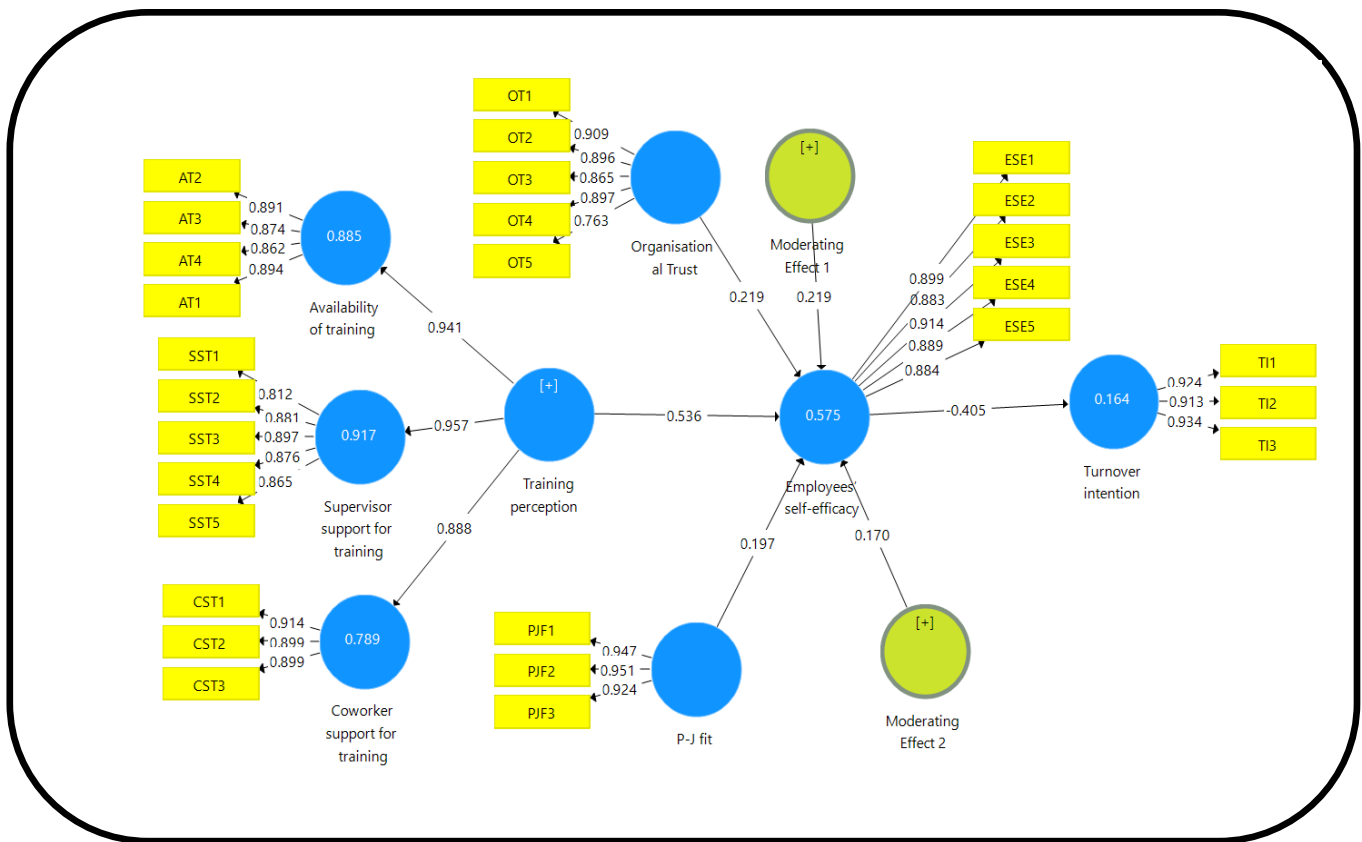 OT1
OT2
OT3
OT4
OT5
0.909
0.896
0.865
0.897
0.763
Organisation
al Trust
[+]
Moderating
Effect 1
0.219
0.219
ESE1
ESE2
ESE3
ESE4
ESE5
0.899
0.883
0.914
0.889
0.884
AT2
AT3
AT4
AT1
0.891
0.874
0.862
0.894
0.885
Availability
of training
0.941
SST1
SST2
SST3
SST4
SST5
0.812
0.881
0.897
0.876
0.865
0.917
Supervisor
support for
training
0.957
[+]
Training
perception
0.536
0.575
Employees'
self-efficacy
-0.405
0.164
Turnover
intention
0.924
0.913
0.934
TI1
TI2
TI3
0.888
CST1
CST2
CST3
0.914
0.899
0.899
0.789
Coworker
support for
training
0.197
0.170
PJF1
PJF2
PJF3
0.947
0.951
0.924
P-J fit
[+]
Moderating
Effect 2